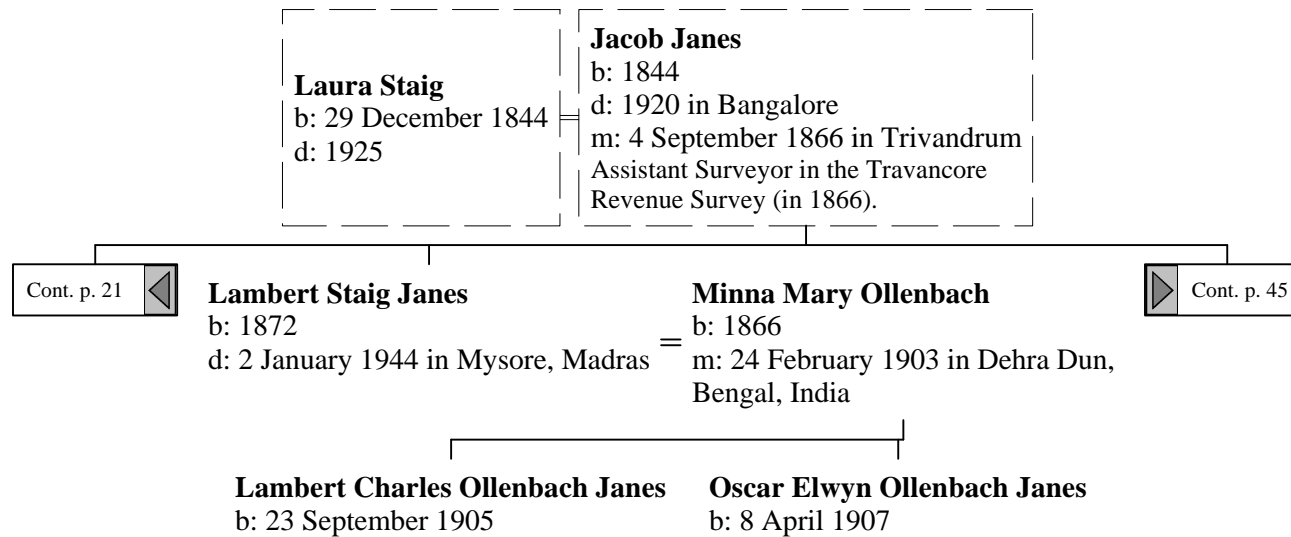 Laura Staig
b: 29 December 1844
d: 1925
Jacob Janes
b: 1844
d: 1920 in Bangalore
m: 4 September 1866 in Trivandrum
Assistant Surveyor in the Travancore
Revenue Survey (in 1866).
=
Cont. p. 21
Lambert Staig Janes
b: 1872
d: 2 January 1944 in Mysore, Madras
=
Minna Mary Ollenbach
b: 1866
m: 24 February 1903 in Dehra Dun,
Bengal, India
Cont. p. 45
Lambert Charles Ollenbach Janes
b: 23 September 1905
Oscar Elwyn Ollenbach Janes
b: 8 April 1907